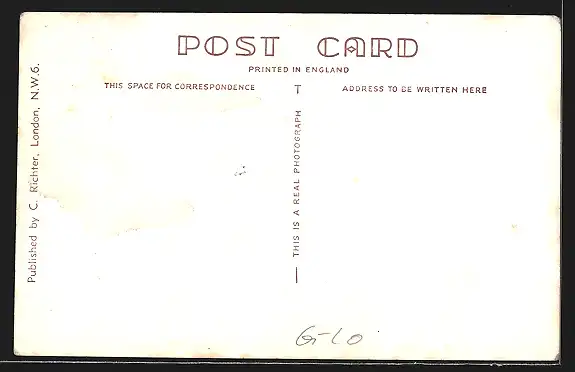 POST CARD
PRINTED IN ENGLAND
THIS SPACE FOR CORRESPONDENCE
ADDRESS TO BE WRITTEN HERE
THIS IS A REAL PHOTOGRAPH
Published by C. Richter, London, N.W.6.